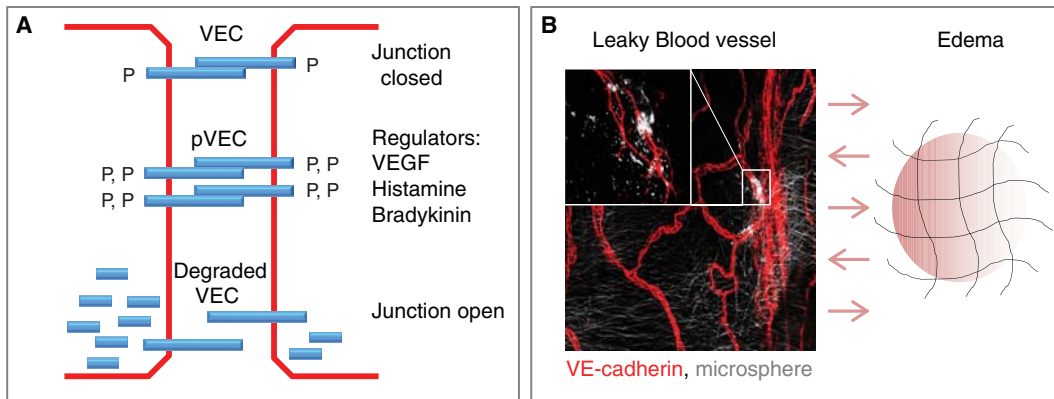 A
VEC
P
P
Junction
closed
pVEC
P, P
P, P
P, P
P, P
Regulators:
VEGF
Histamine
Bradykinin
Degraded
VEC
Junction open
B
Leaky Blood vessel
Edema
VE-cadherin, microsphere